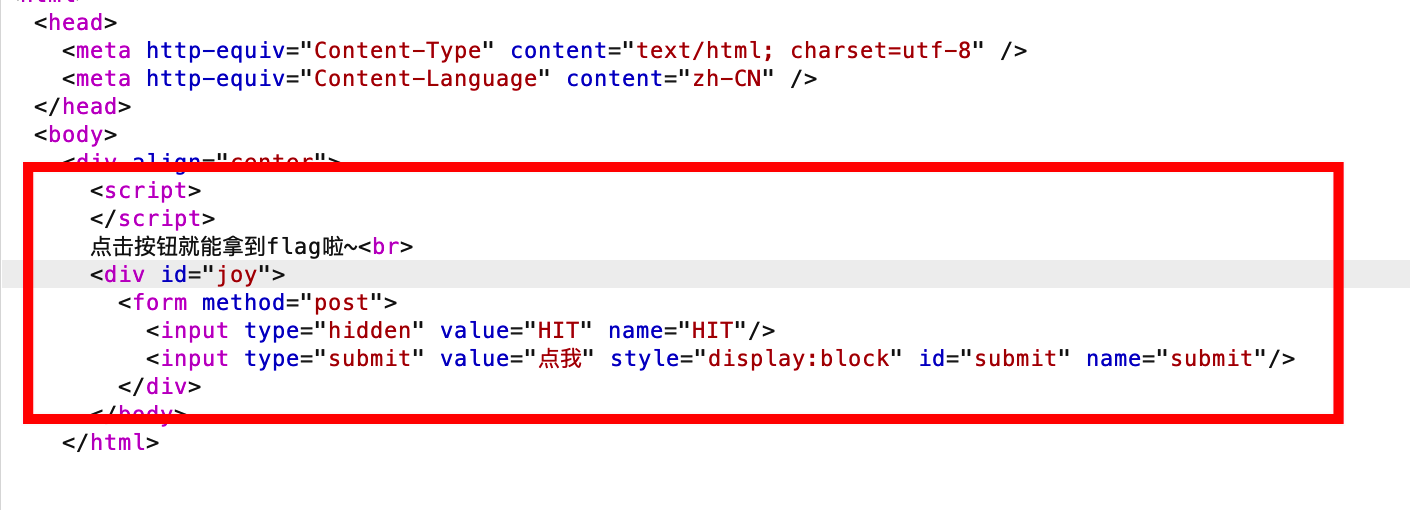 <head>
<meta http-equiv="Content-Type" content="text/html; charset=utf-8" />
<meta http-equiv="Content-Language" content="zh-CN" />
</head>
<body>
<div align="center">
<script>
</script>
点击按钮就能拿到flag啦~<br>
<div id="joy">
<form method="post">
<input type="hidden" value="HIT" name="HIT"/>
<input type="submit" value="点我" style="display:block" id="submit" name="submit"/>
</div>
</body>
</html>